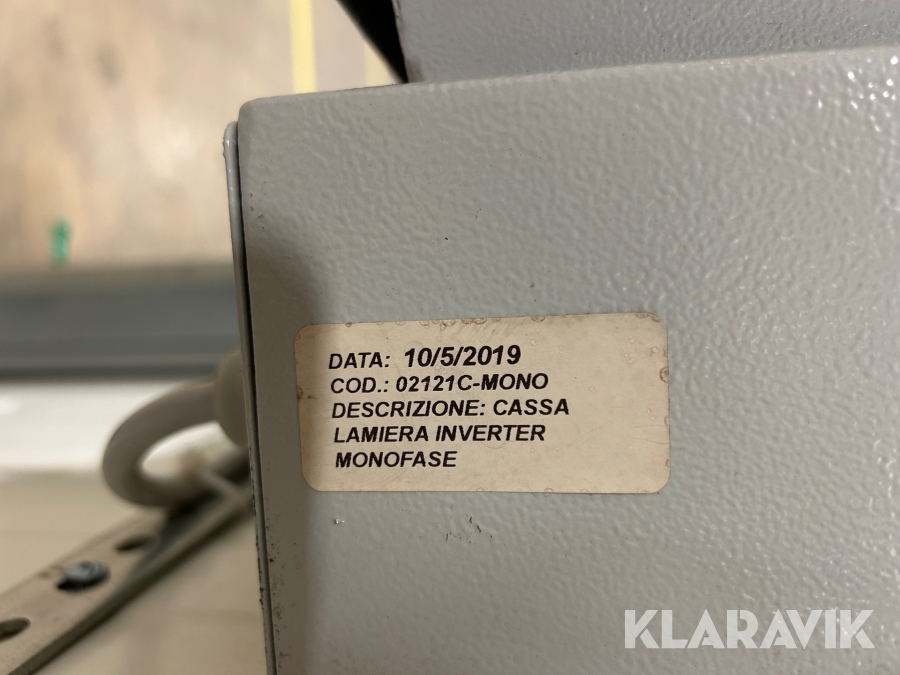 DATA: 10/5/2019
COD.: 02121C-MONO
DESCRIZIONE: CASSA
LAMIERA INVERTER
MONOFASE
KLARAVIK